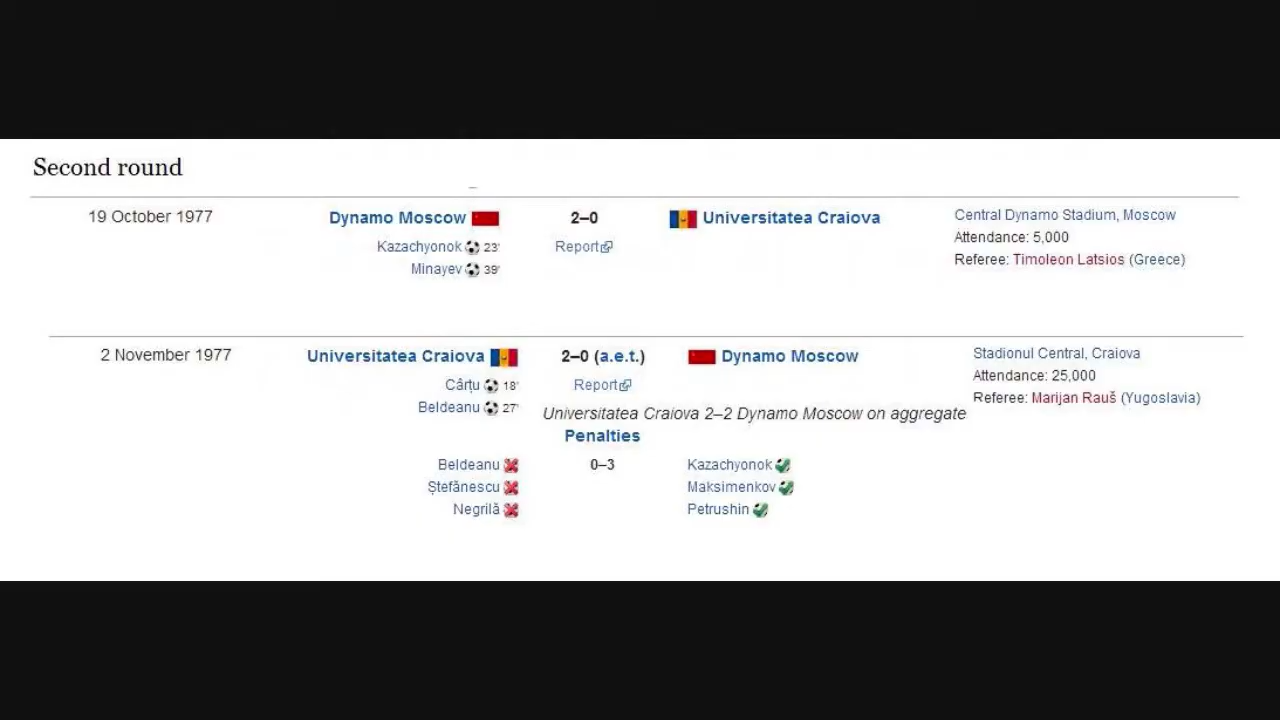 Second round
19 October 1977 Dynamo Moscow 2–0 Universitatea Craiova Central Dynamo Stadium, Moscow
Kazachyonok 23' Report Attendance: 5,000
Minayev 39' Referee: Timoleon Latsios (Greece)
2 November 1977 Universitatea Craiova 2–0 (a.e.t.) Dynamo Moscow Stadionul Central, Craiova
Cârțu 18' Report Attendance: 25,000
Beldeanu 27' Universitatea Craiova 2–2 Dynamo Moscow on aggregate Referee: Marijan Rauš (Yugoslavia)
Penalties
Beldeanu 0–3 Kazachyonok
Ștefănescu Maksimenkov
Negrilă Petrushin